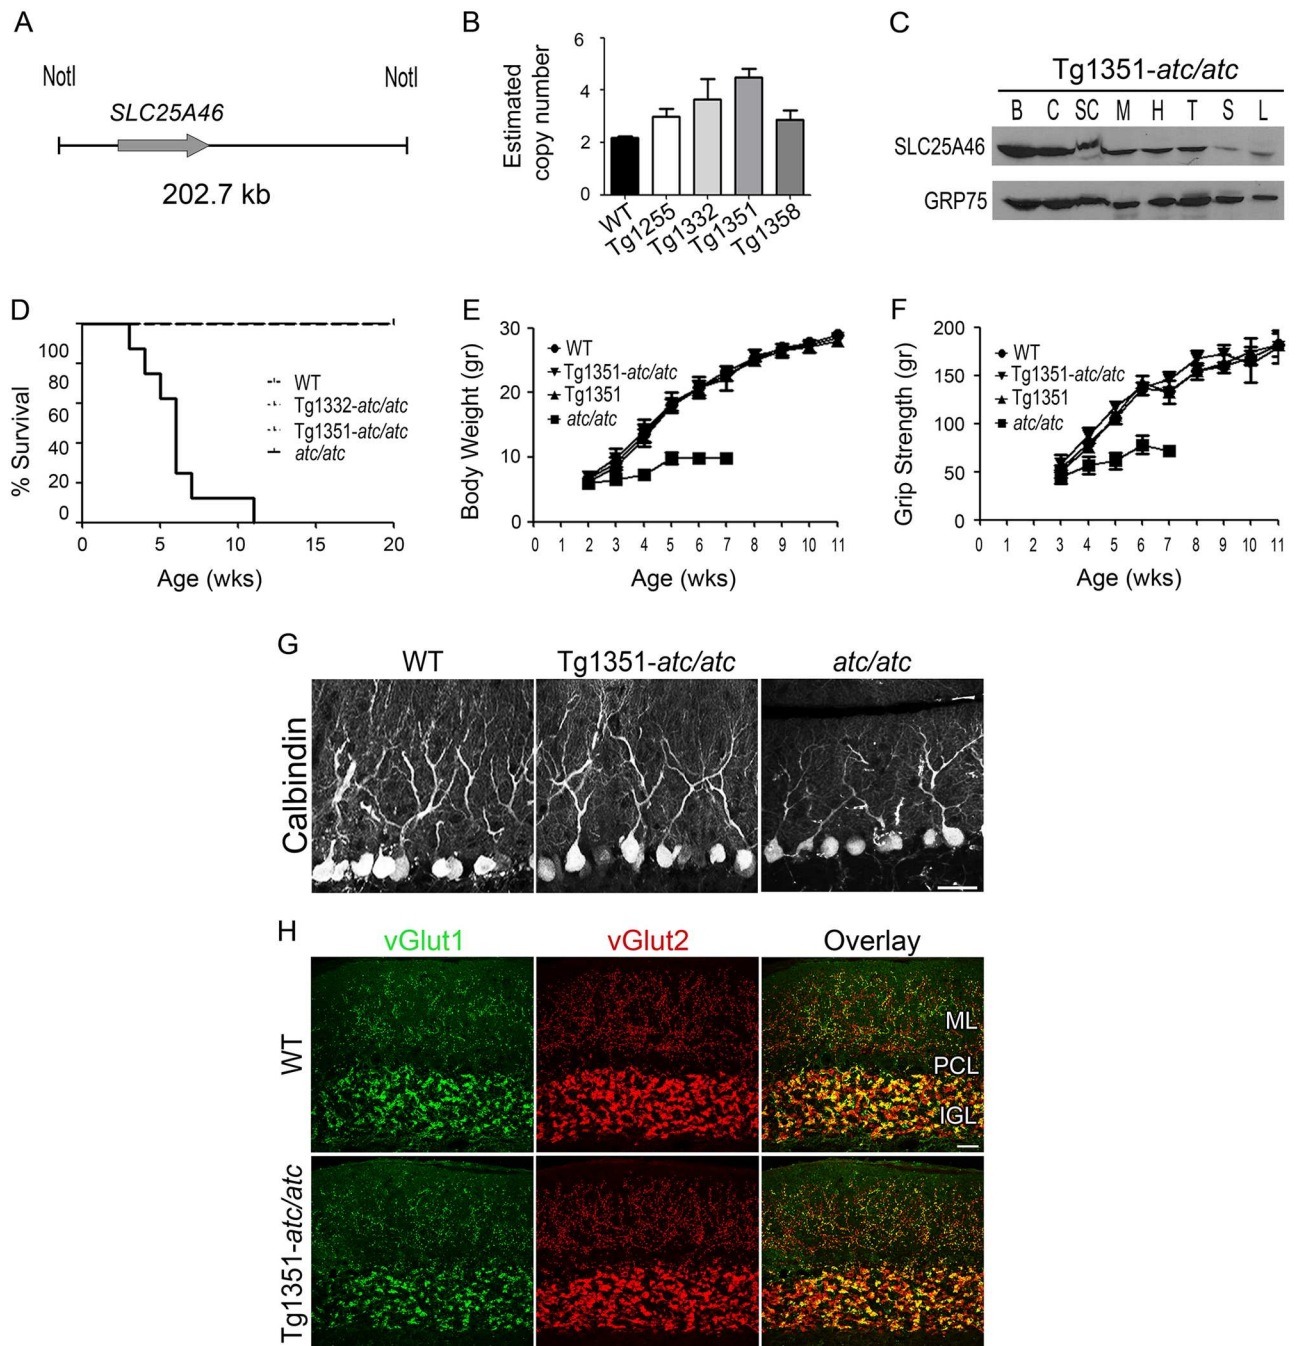 A
NotI
NotI
SLC25A46
202.7 kb
B
Estimated
copy number
6
4
2
0
WT
Tg1255
Tg1332
Tg1351
Tg1358
C
Tg1351-atc/atc
B C SC M H T S L
SLC25A46
GRP75
D
% Survival
100
80
60
40
20
0
WT
Tg1332-atc/atc
Tg1351-atc/atc
atc/atc
0 5 10 15 20
Age (wks)
E
Body Weight (gr)
30
20
10
0
WT
Tg1351-atc/atc
Tg1351
atc/atc
0 1 2 3 4 5 6 7 8 9 10 11
Age (wks)
F
Grip Strength (gr)
200
150
100
50
0
WT
Tg1351-atc/atc
Tg1351
atc/atc
0 1 2 3 4 5 6 7 8 9 10 11
Age (wks)
G
WT
Tg1351-atc/atc
atc/atc
Calbindin
H
vGlut1
vGlut2
Overlay
WT
ML
PCL
IGL
Tg1351-atc/atc